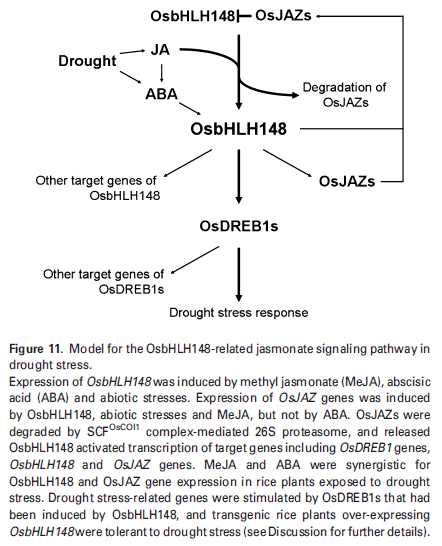 OsbHLH148 OsJAZs
Drought
JA
ABA
Degradation of
OsJAZs
OsbHLH148
Other target genes of
OsbHLH148
OsJAZs
OsDREB1s
Other target genes of
OsDREB1s
Drought stress response
Figure 11. Model for the OsbHLH148-related jasmonate signaling pathway in
drought stress.
Expression of OsbHLH148 was induced by methyl jasmonate (MeJA), abscisic
acid (ABA) and abiotic stresses. Expression of OsJAZ genes was induced
by OsbHLH148, abiotic stresses and MeJA, but not by ABA. OsJAZs were
degraded by SCFOsCOI1 complex-mediated 26S proteasome, and released
OsbHLH148 activated transcription of target genes including OsDREB1 genes,
OsbHLH148 and OsJAZ genes. MeJA and ABA were synergistic for
OsbHLH148 and OsJAZ gene expression in rice plants exposed to drought
stress. Drought stress-related genes were stimulated by OsDREB1s that had
been induced by OsbHLH148, and transgenic rice plants over-expressing
OsbHLH148 were tolerant to drought stress (see Discussion for further details).